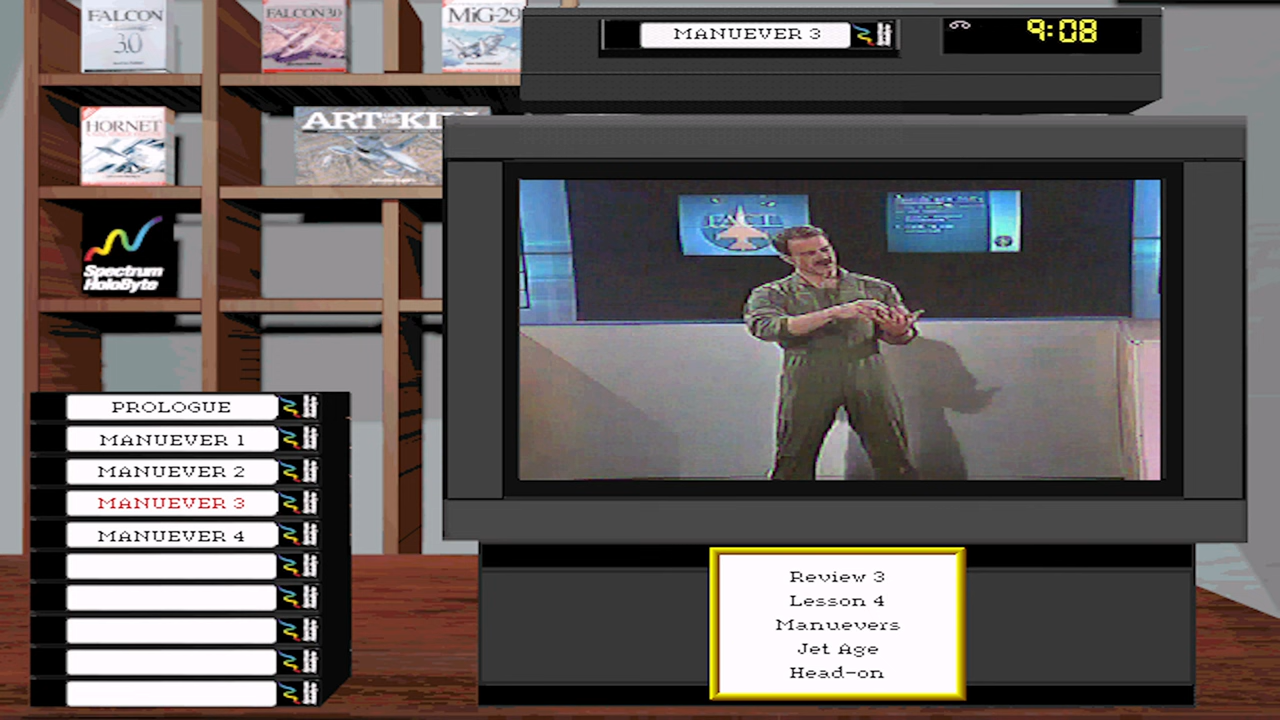 FALCON
3.0
FALCON 3.0
MiG-29
MANUEVER 3
9:08
HORNET
ART OF THE KILL
Spectrum
HoloByte
FACT
PROLOGUE
MANUEVER 1
MANUEVER 2
MANUEVER 3
MANUEVER 4
Review 3
Lesson 4
Manuevers
Jet Age
Head-on